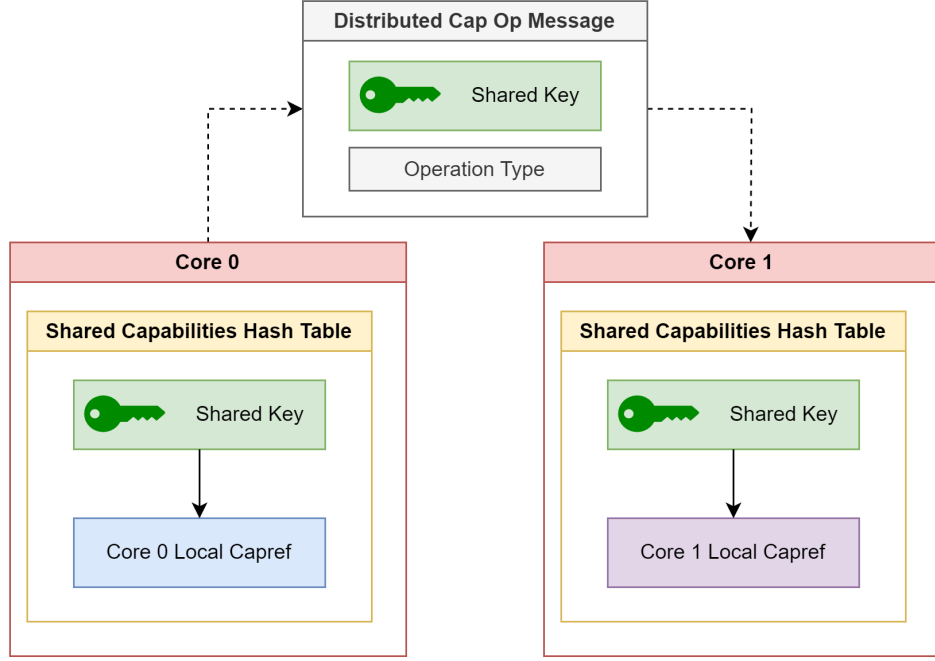 Distributed Cap Op Message
Shared Key
Operation Type
Core 0
Shared Capabilities Hash Table
Shared Key
Core 0 Local Capref
Core 1
Shared Capabilities Hash Table
Shared Key
Core 1 Local Capref